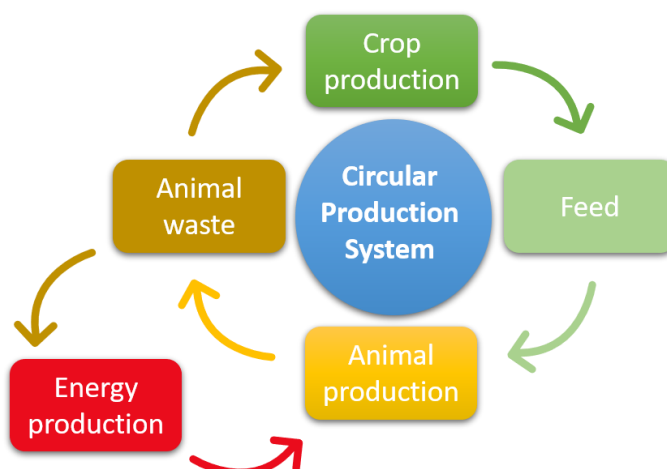 Crop
production
Animal
waste
Circular
Production
System
Feed
Animal
production
Energy
production